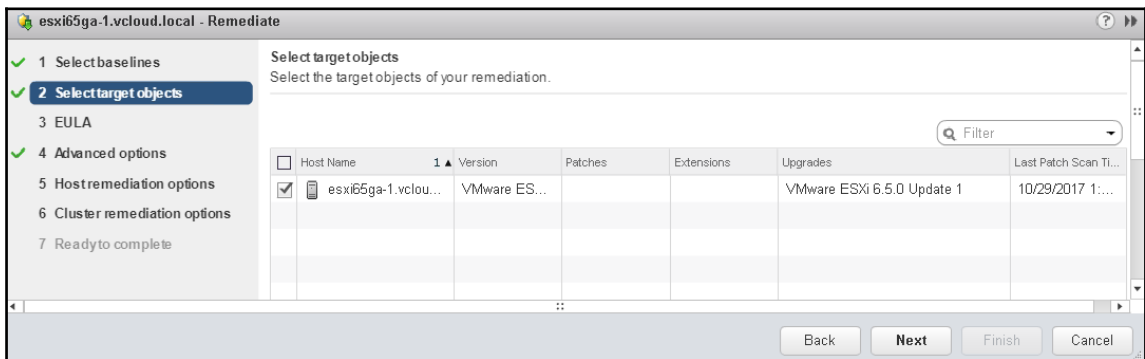 esxi65ga-1.vcloud.local - Remediate
1 Select baselines
2 Select target objects
3 EULA
4 Advanced options
5 Host remediation options
6 Cluster remediation options
7 Ready to complete
Select target objects
Select the target objects of your remediation.
Filter
Host Name 1 ▲ Version Patches Extensions Upgrades Last Patch Scan Ti...
esxi65ga-1.vclou... VMware ES... VMware ESXi 6.5.0 Update 1 10/29/2017 1:...
Back Next Finish Cancel